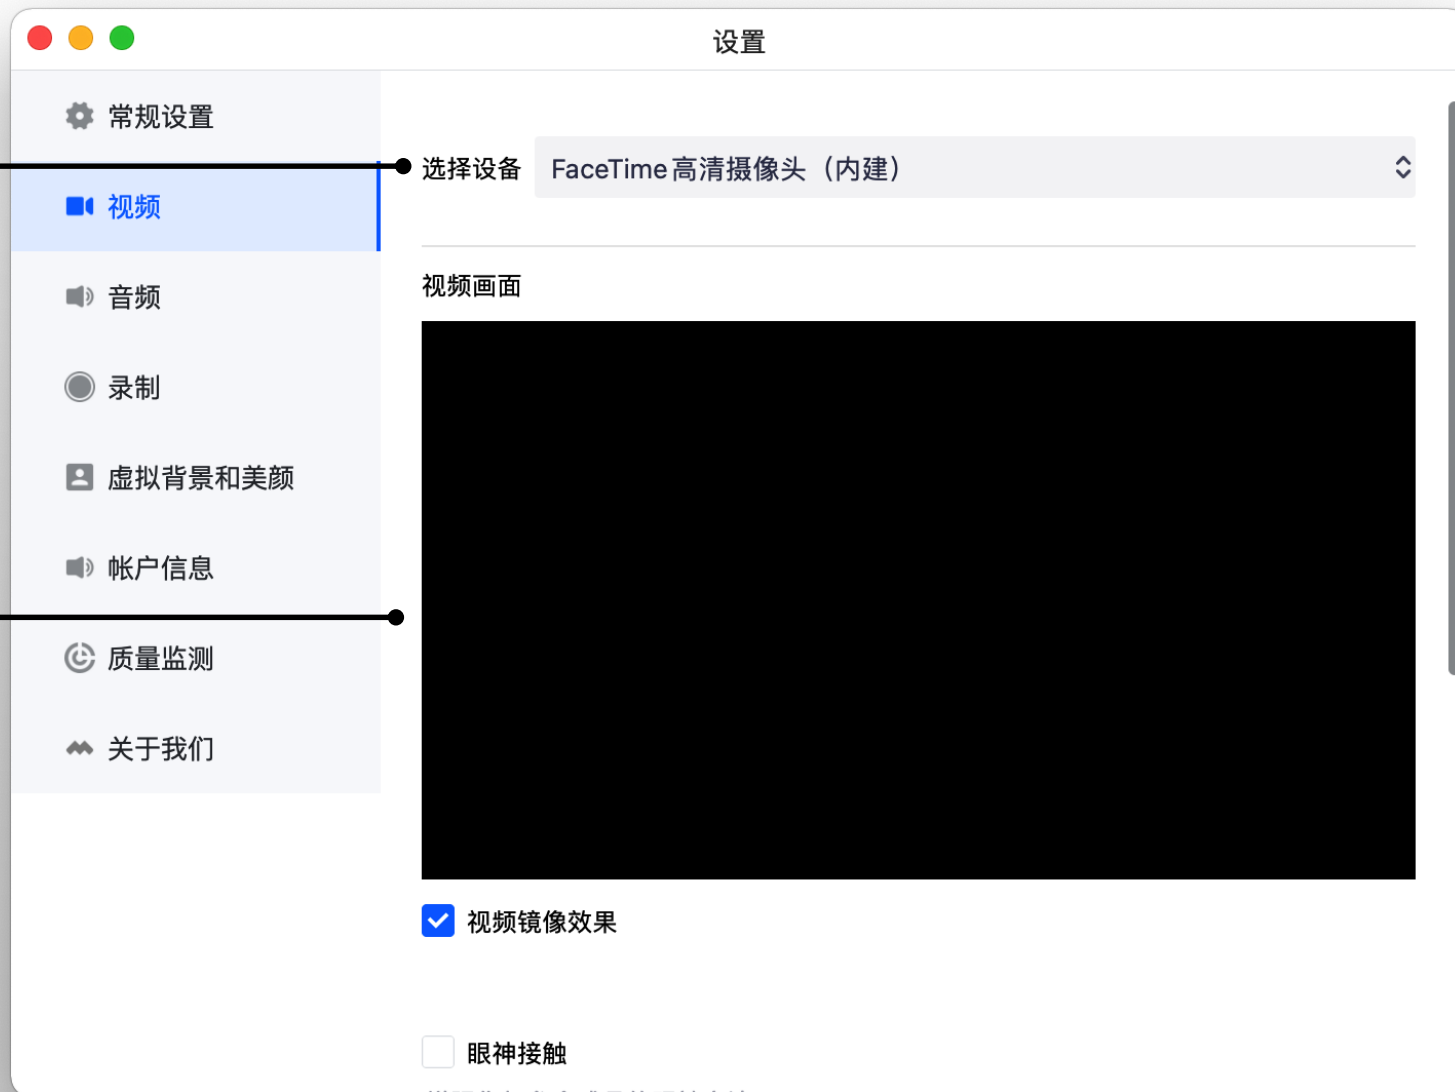 设置
常规设置
视频
音频
录制
虚拟背景和美颜
帐户信息
质量监测
关于我们
选择设备
FaceTime高清摄像头（内建）
视频画面
视频镜像效果
眼神接触